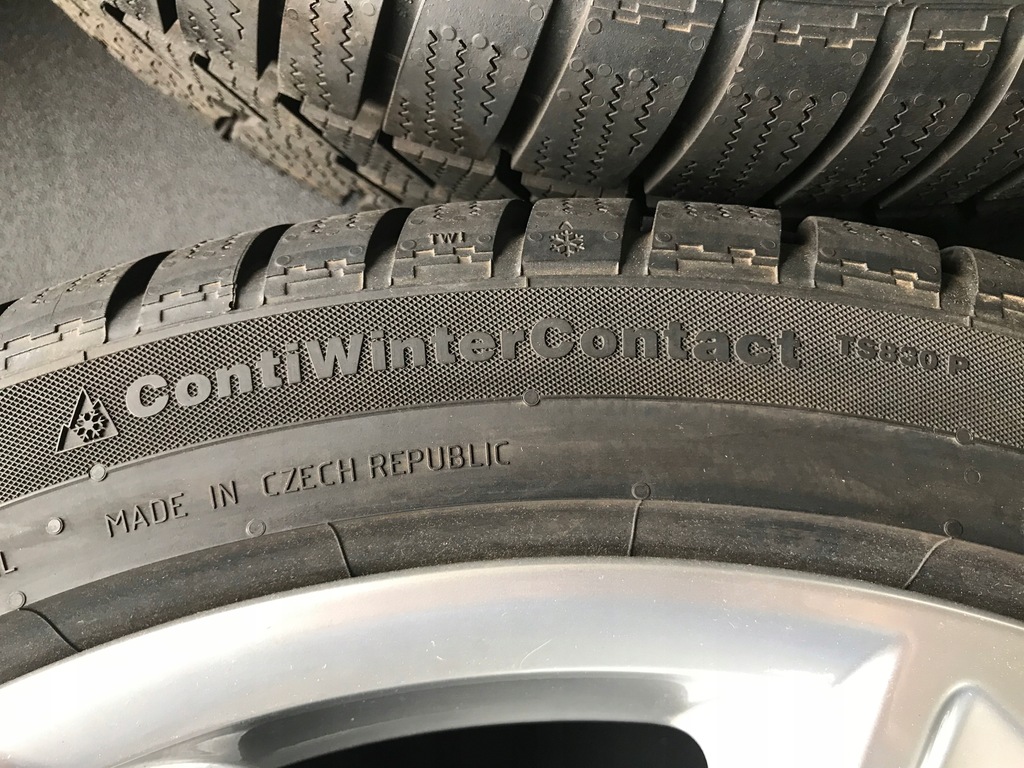 TWI
ContiWinterContact TS830 P
MADE IN CZECH REPUBLIC